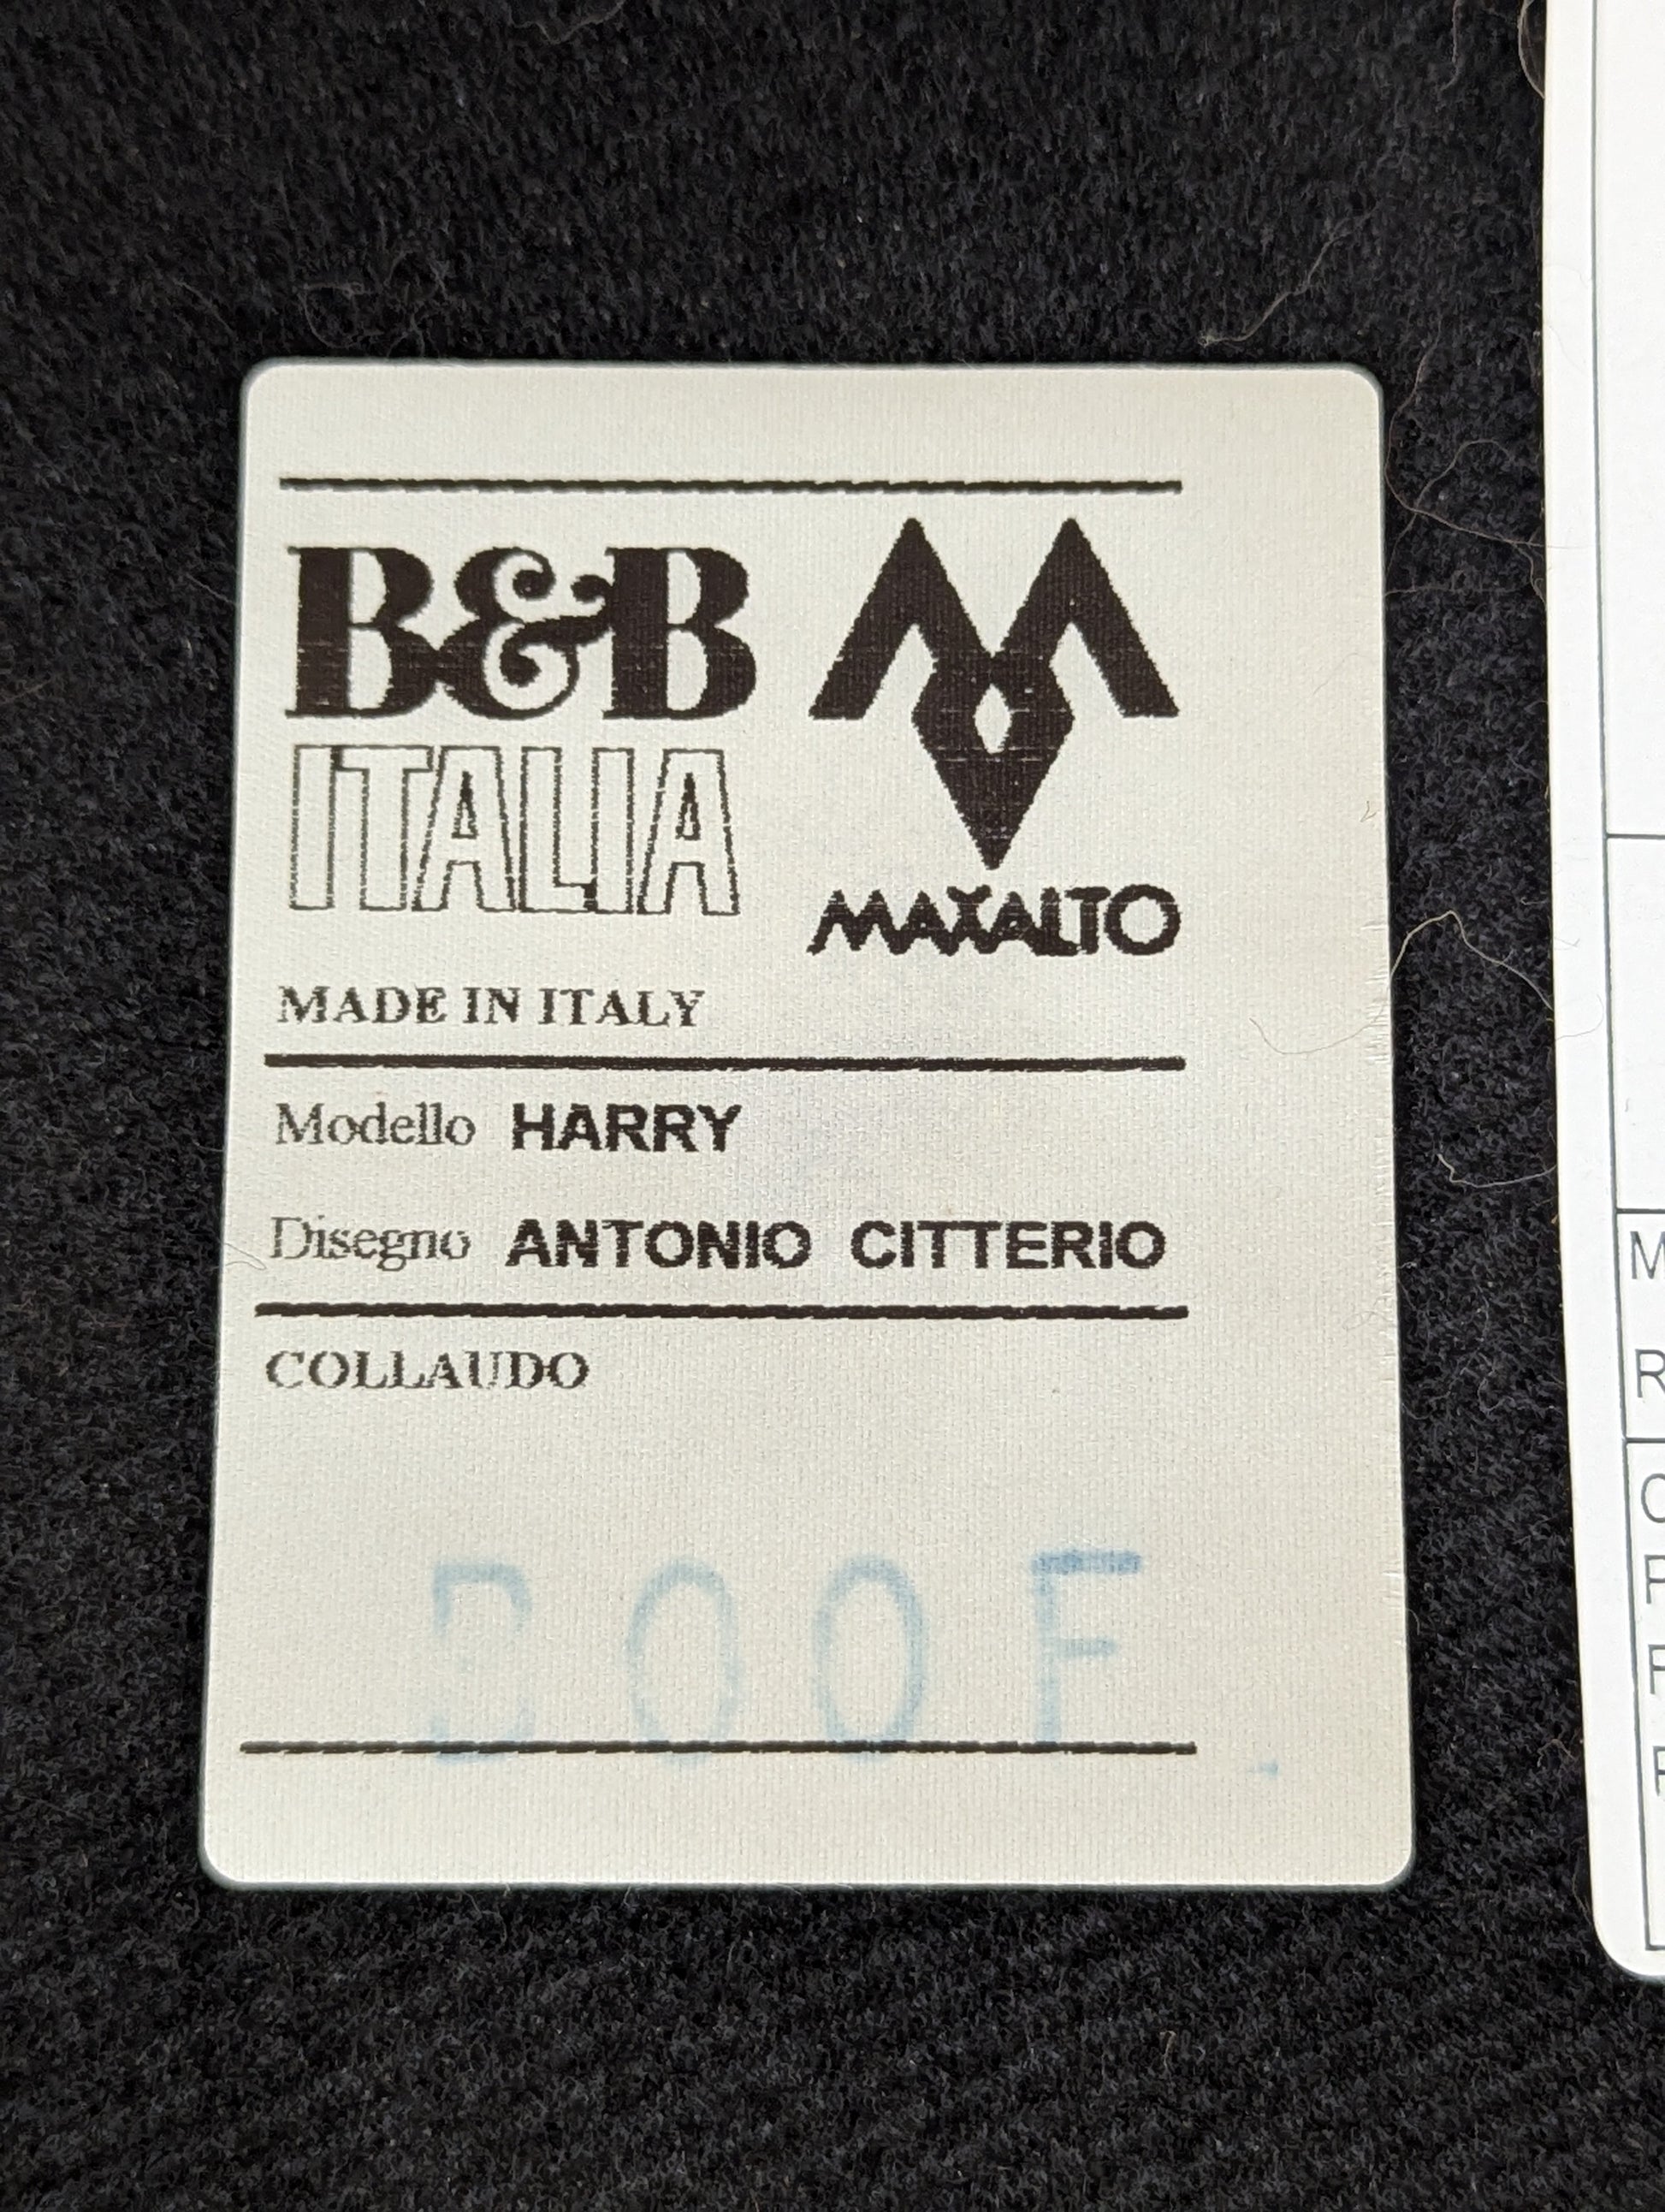 B&B
ITALIA
MAXALTO
MADE IN ITALY
Modello HARRY
Disegno ANTONIO CITTERIO
COLLAUDO
M
R